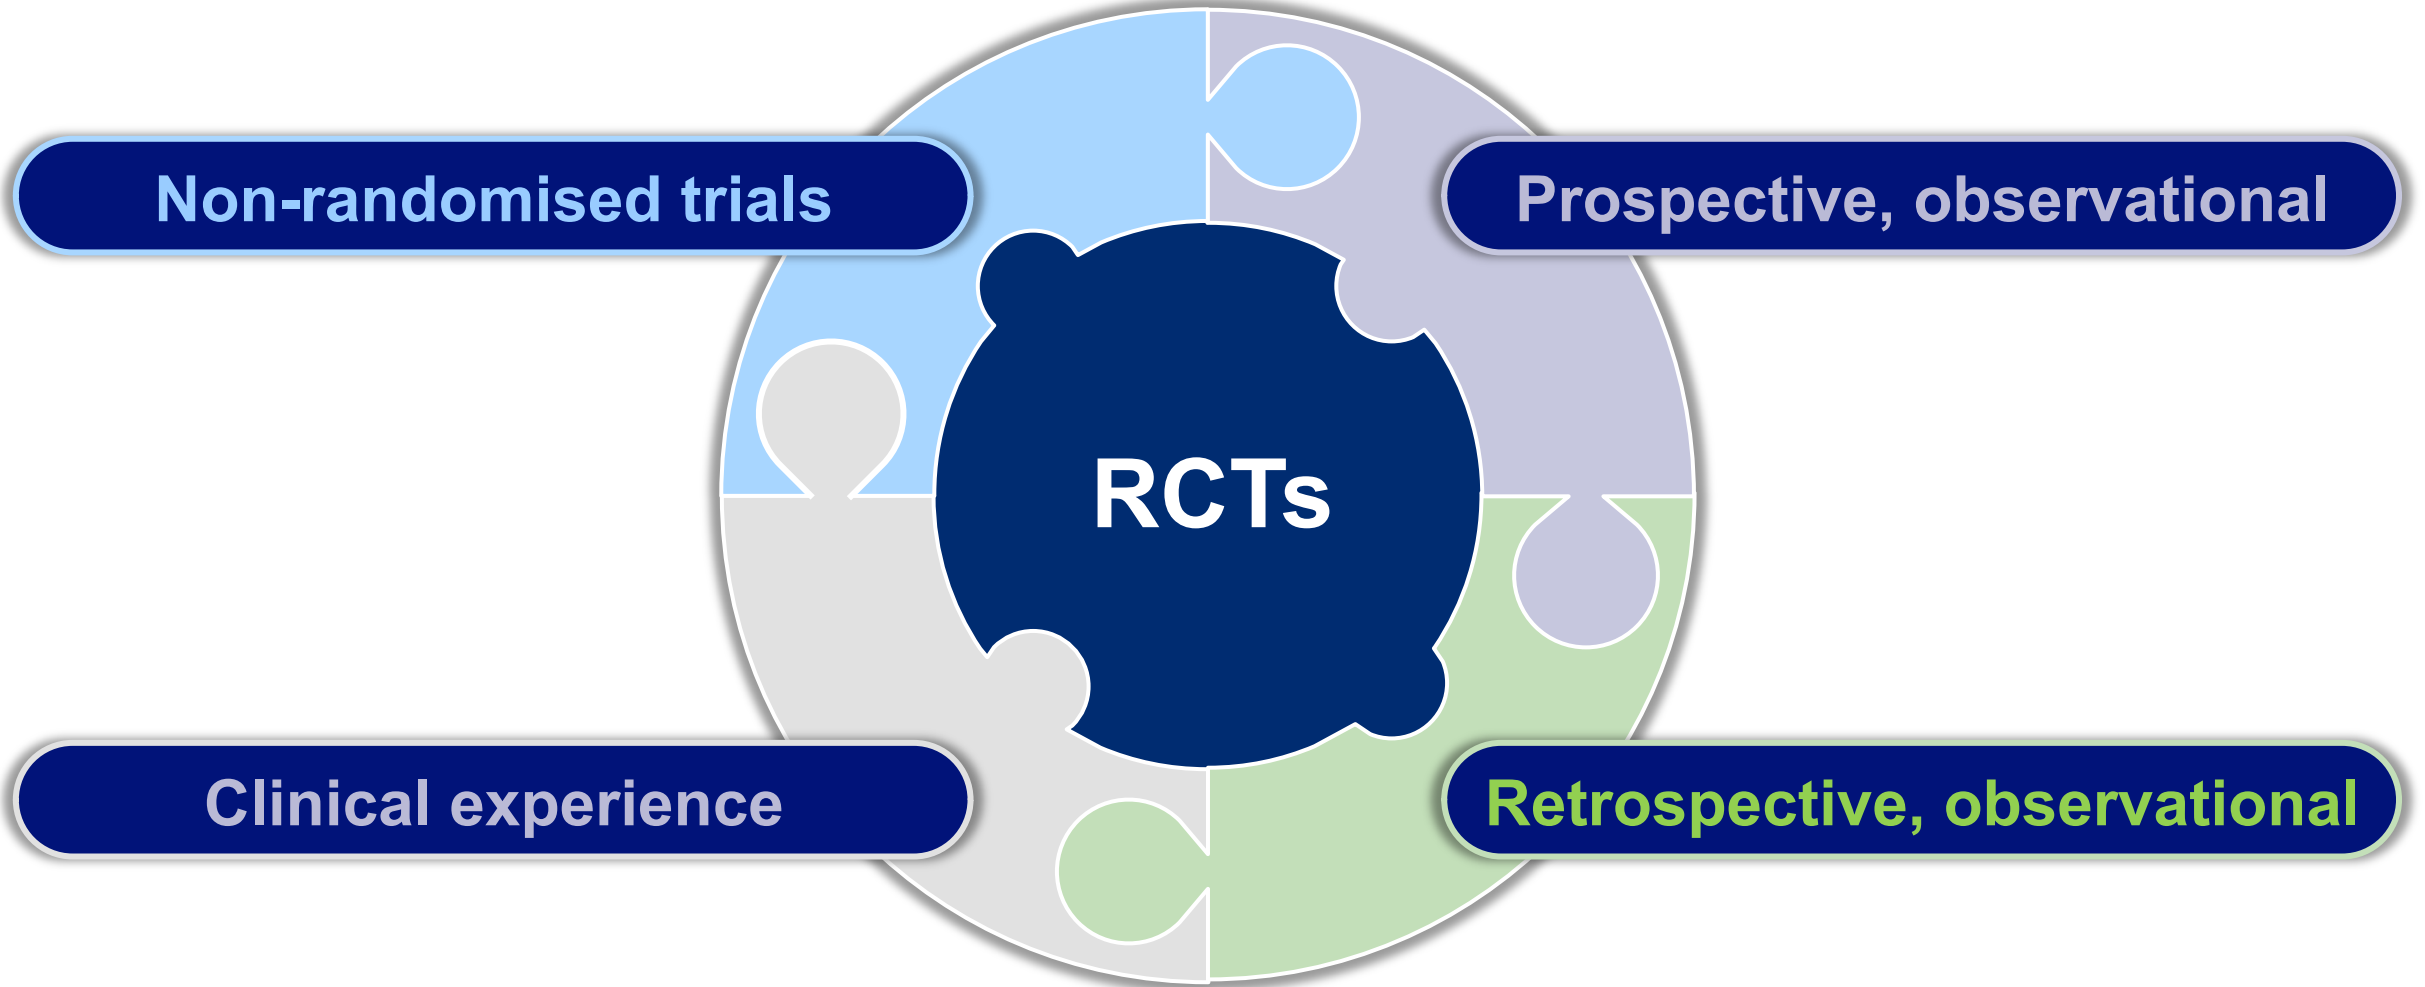 Non-randomised trials
Prospective, observational
RCTs
Clinical experience
Retrospective, observational